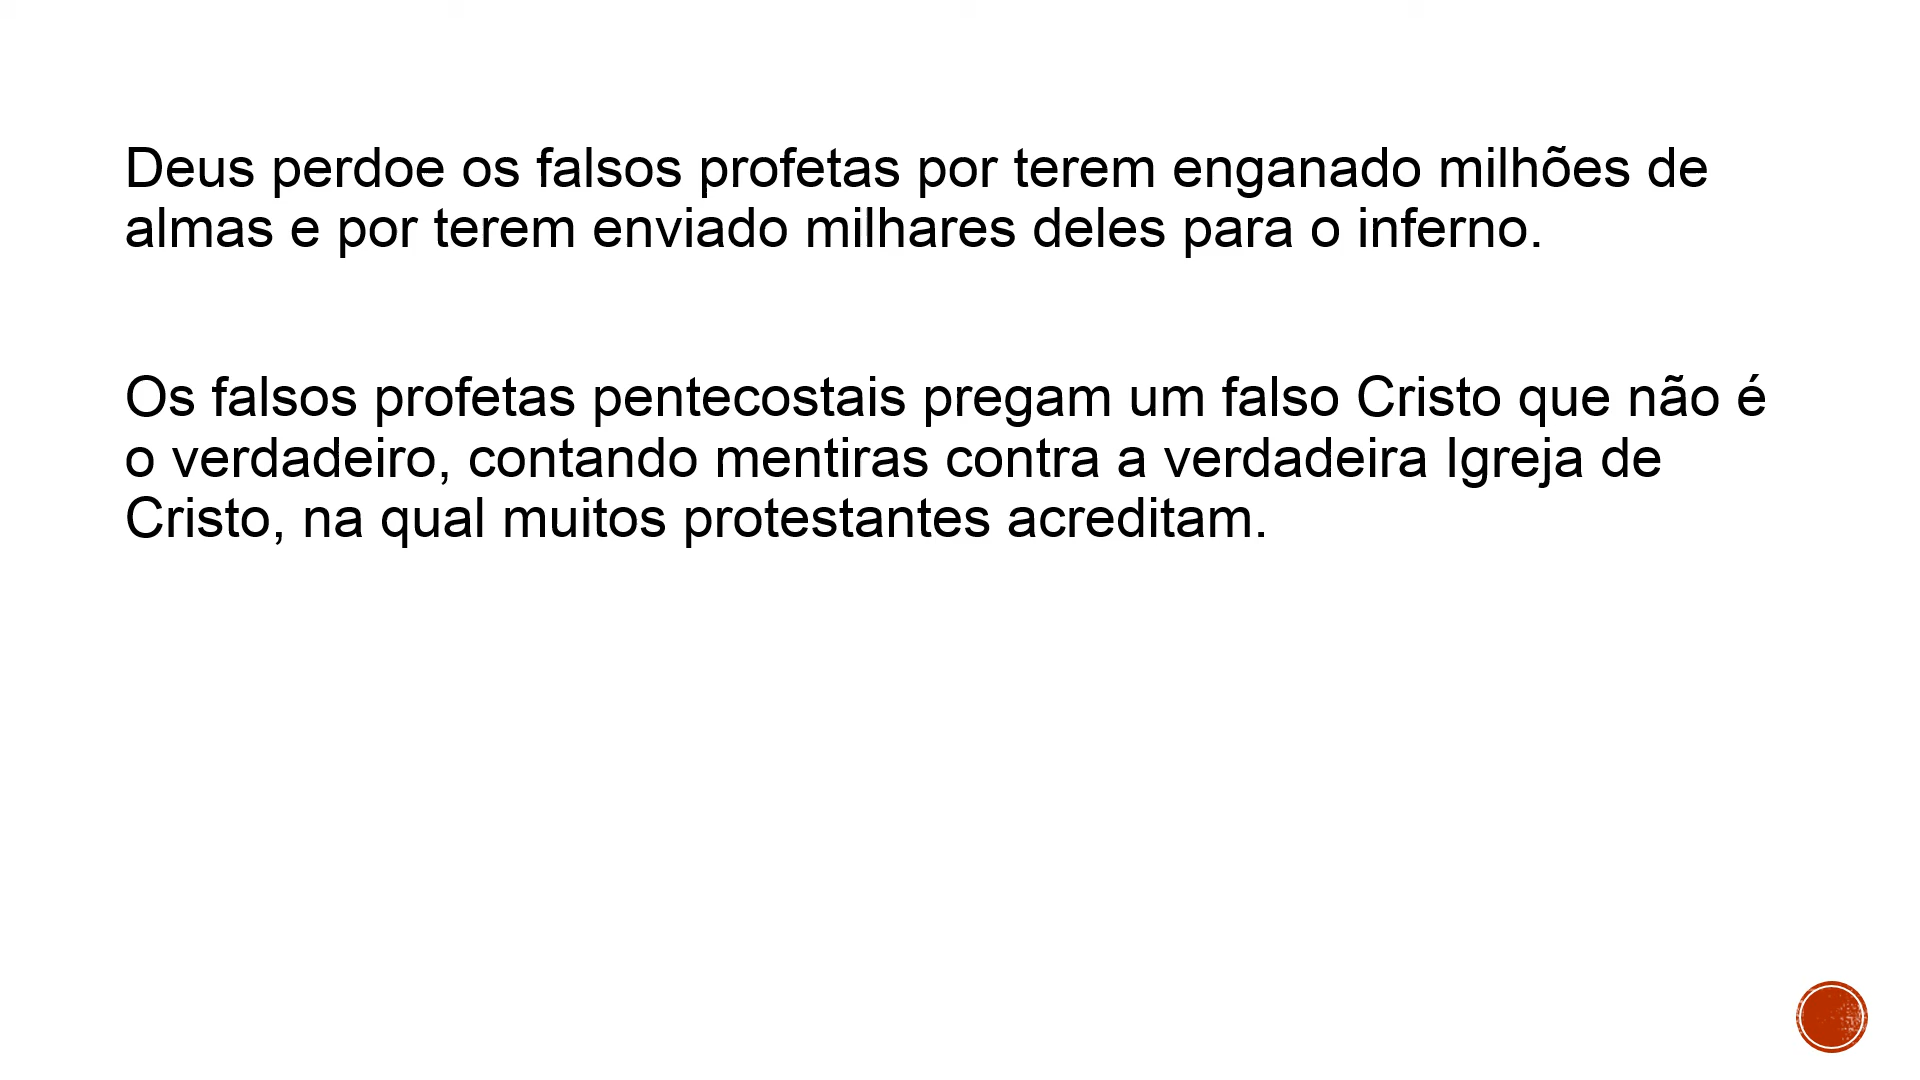 Deus perdoe os falsos profetas por terem enganado milhões de
almas e por terem enviado milhares deles para o inferno.
Os falsos profetas pentecostais pregam um falso Cristo que não é
o verdadeiro, contando mentiras contra a verdadeira Igreja de
Cristo, na qual muitos protestantes acreditam.